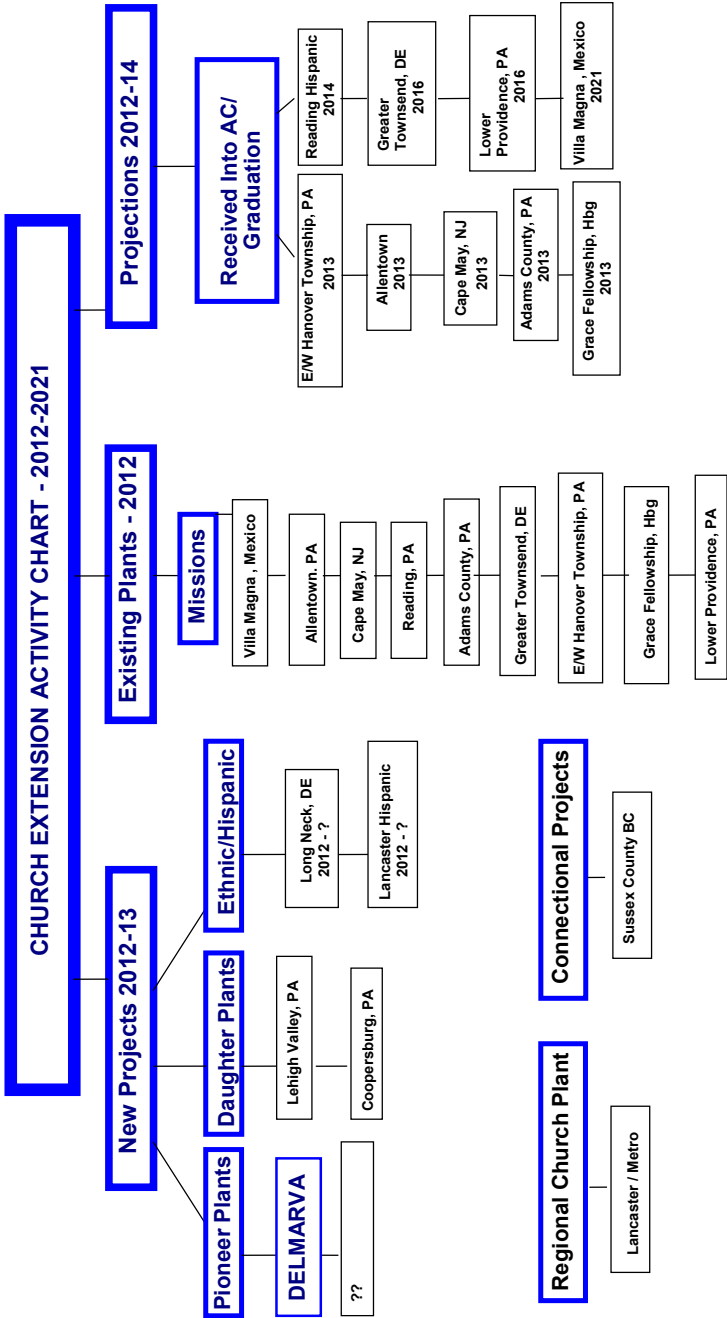 CHURCH EXTENSION ACTIVITY CHART - 2012-2021
New Projects 2012-13
Pioneer Plants
DELMARVA
??
Daughter Plants
Lehigh Valley, PA
Coopersburg, PA
Ethnic/Hispanic
Long Neck, DE
2012 - ?
Lancaster Hispanic
2012 - ?
Existing Plants - 2012
Missions
Villa Magna , Mexico
Allentown. PA
Cape May, NJ
Reading, PA
Adams County, PA
Greater Townsend, DE
E/W Hanover Township, PA
Grace Fellowship, Hbg
Lower Providence, PA
Projections 2012-14
Received Into AC/
Graduation
E/W Hanover Township, PA
2013
Allentown
2013
Cape May, NJ
2013
Adams County, PA
2013
Grace Fellowship, Hbg
2013
Reading Hispanic
2014
Greater
Townsend, DE
2016
Lower
Providence, PA
2016
Villa Magna , Mexico
2021
Regional Church Plant
Lancaster / Metro
Connectional Projects
Sussex County BC